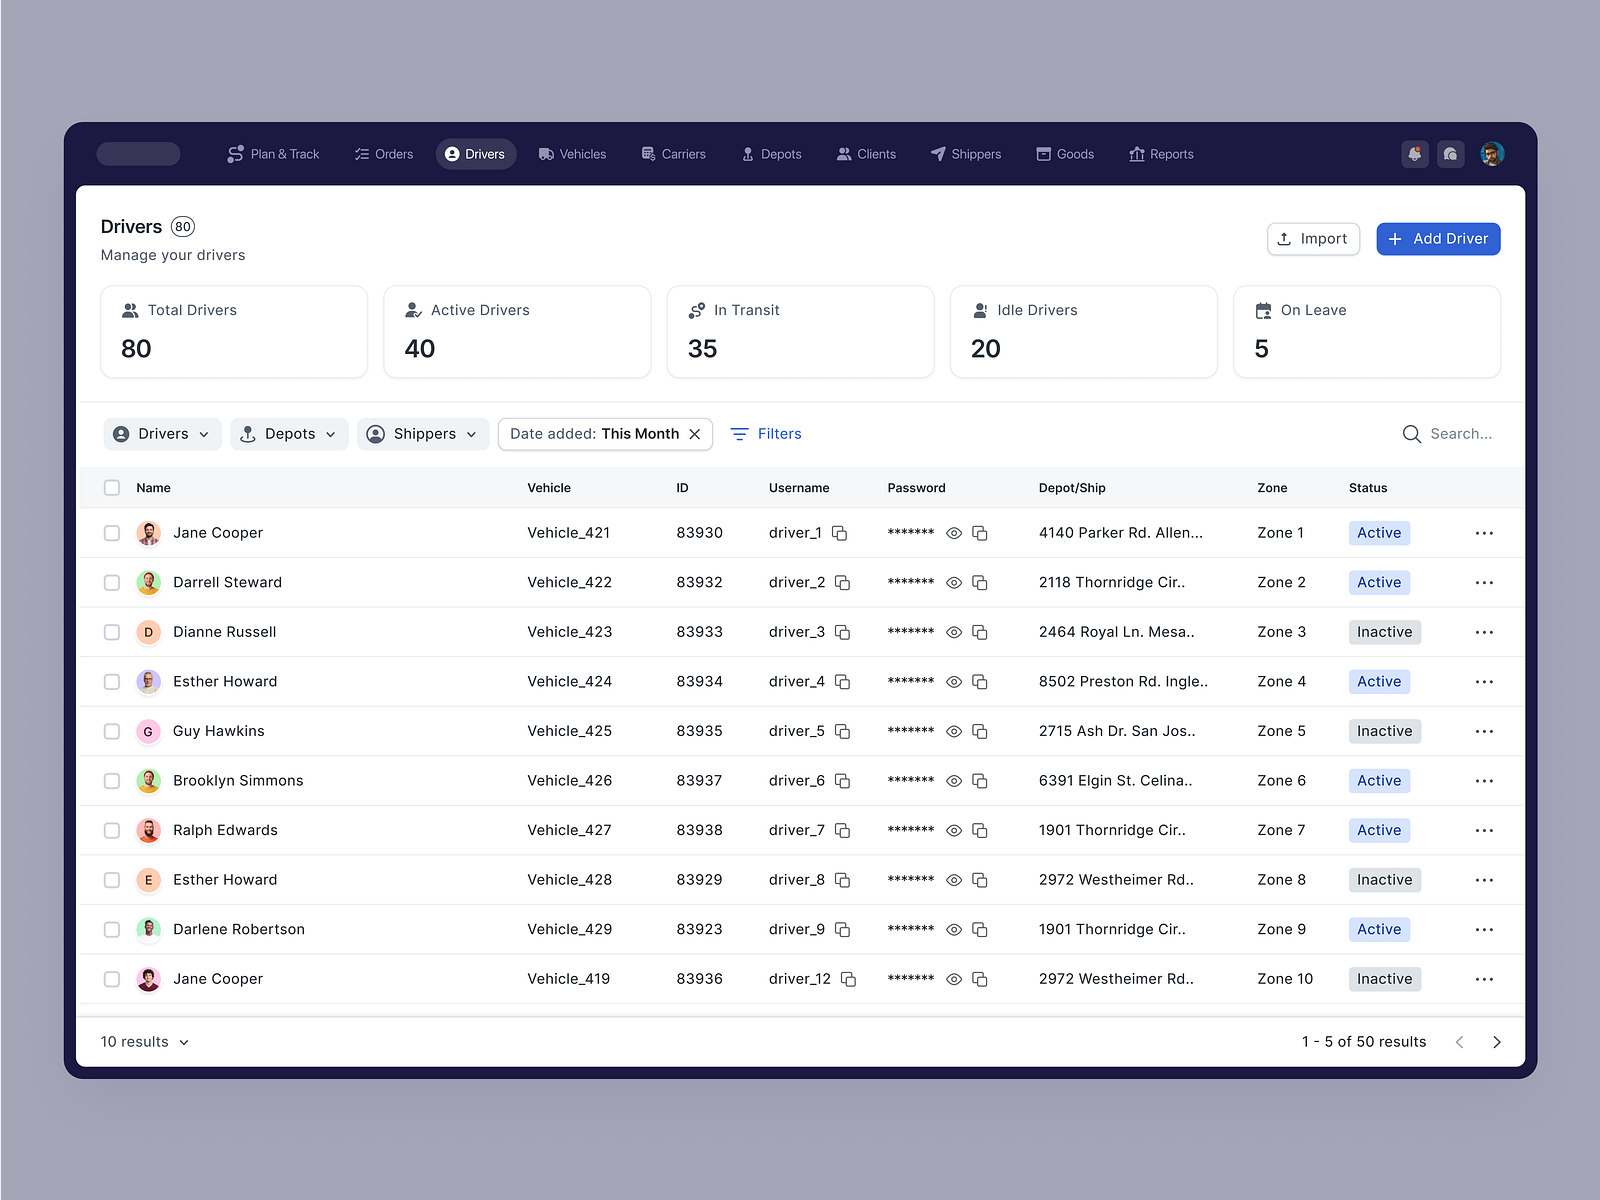 Plan & Track Orders Drivers Vehicles Carriers Depots Clients Shippers Goods Reports
Drivers 80
Manage your drivers
Import
+ Add Driver
Total Drivers
80
Active Drivers
40
In Transit
35
Idle Drivers
20
On Leave
5
Drivers Depots Shippers Date added: This Month Filters Search...
Name Vehicle ID Username Password Depot/Ship Zone Status
Jane Cooper Vehicle_421 83930 driver_1 ******* 4140 Parker Rd. Allen... Zone 1 Active
Darrell Steward Vehicle_422 83932 driver_2 ******* 2118 Thornridge Cir.. Zone 2 Active
D Dianne Russell Vehicle_423 83933 driver_3 ******* 2464 Royal Ln. Mesa.. Zone 3 Inactive
Esther Howard Vehicle_424 83934 driver_4 ******* 8502 Preston Rd. Ingle.. Zone 4 Active
G Guy Hawkins Vehicle_425 83935 driver_5 ******* 2715 Ash Dr. San Jos.. Zone 5 Inactive
Brooklyn Simmons Vehicle_426 83937 driver_6 ******* 6391 Elgin St. Celina.. Zone 6 Active
Ralph Edwards Vehicle_427 83938 driver_7 ******* 1901 Thornridge Cir.. Zone 7 Active
E Esther Howard Vehicle_428 83929 driver_8 ******* 2972 Westheimer Rd.. Zone 8 Inactive
Darlene Robertson Vehicle_429 83923 driver_9 ******* 1901 Thornridge Cir.. Zone 9 Active
Jane Cooper Vehicle_419 83936 driver_12 ******* 2972 Westheimer Rd.. Zone 10 Inactive
10 results 1 - 5 of 50 results